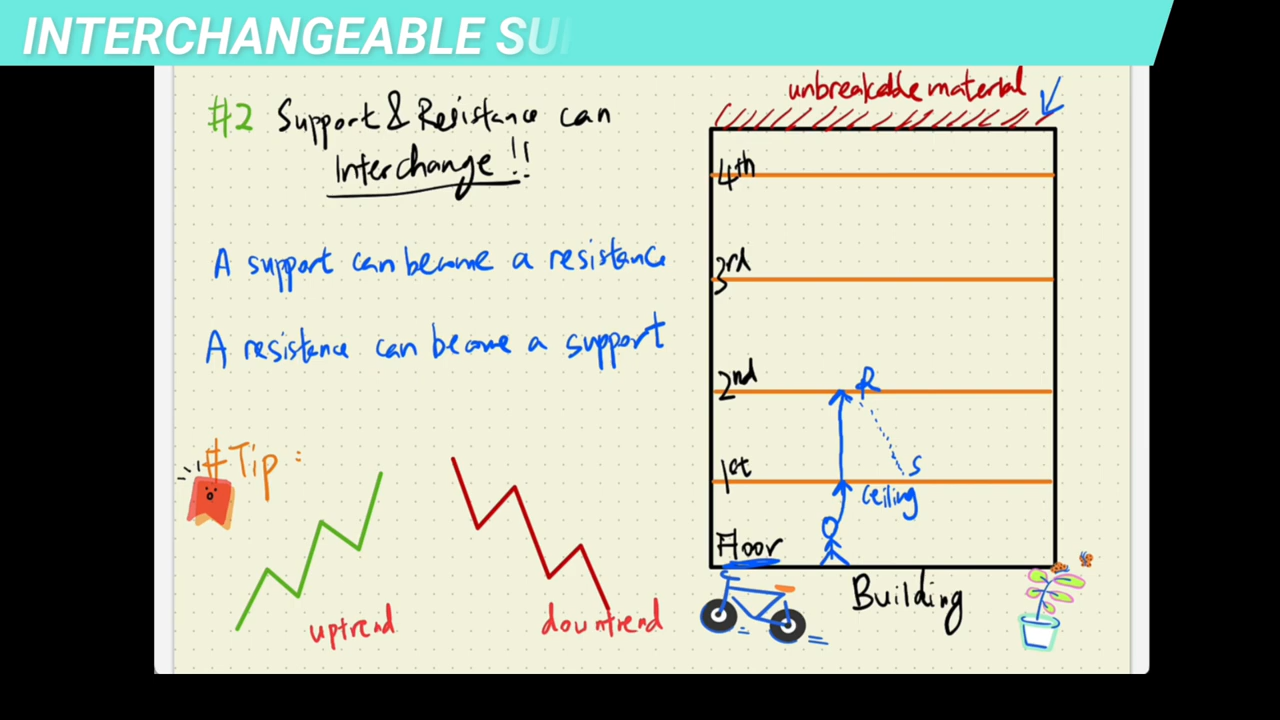 INTERCHANGEABLE SU
#2 Support & Resistance can
Interchange!!
A support can become a resistance
A resistance can become a support
#Tip:
uptrend
downtrend
unbreakable material
4th
3rd
2nd
R
1st
S
ceiling
Floor
Building